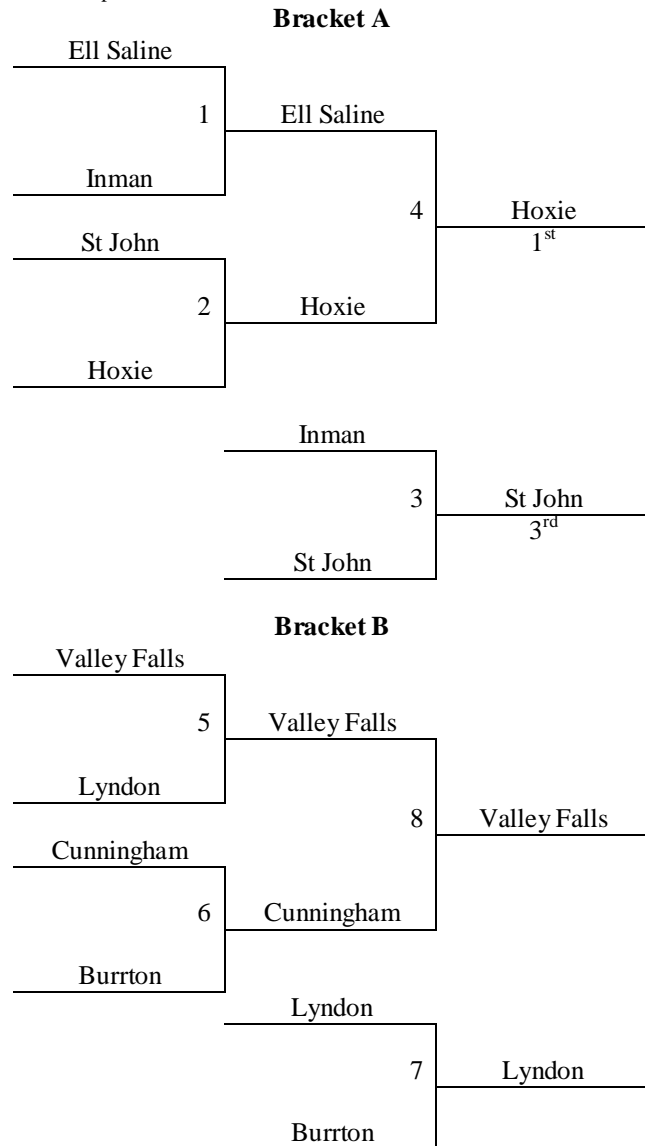 Bracket A
Ell Saline
1 Ell Saline
Inman
4 Hoxie
1st
St John
2 Hoxie
Hoxie
Inman
3 St John
3rd
St John
Bracket B
Valley Falls
5 Valley Falls
Lyndon
8 Valley Falls
Cunningham
6 Cunningham
Burrton
Lyndon
7 Lyndon
Burrton